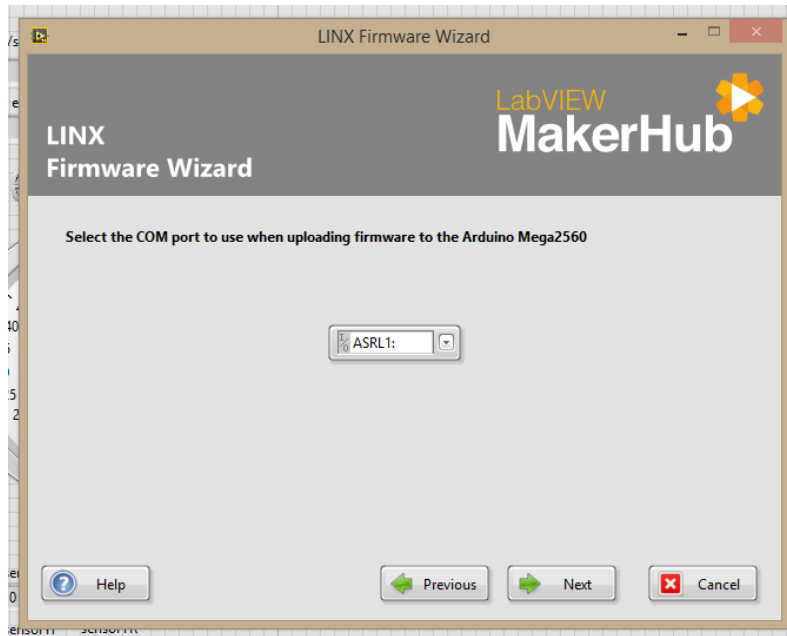 LINX Firmware Wizard
LabVIEW
MakerHub
LINX
Firmware Wizard
Select the COM port to use when uploading firmware to the Arduino Mega2560
I/O ASRL1:
Help
Previous
Next
Cancel